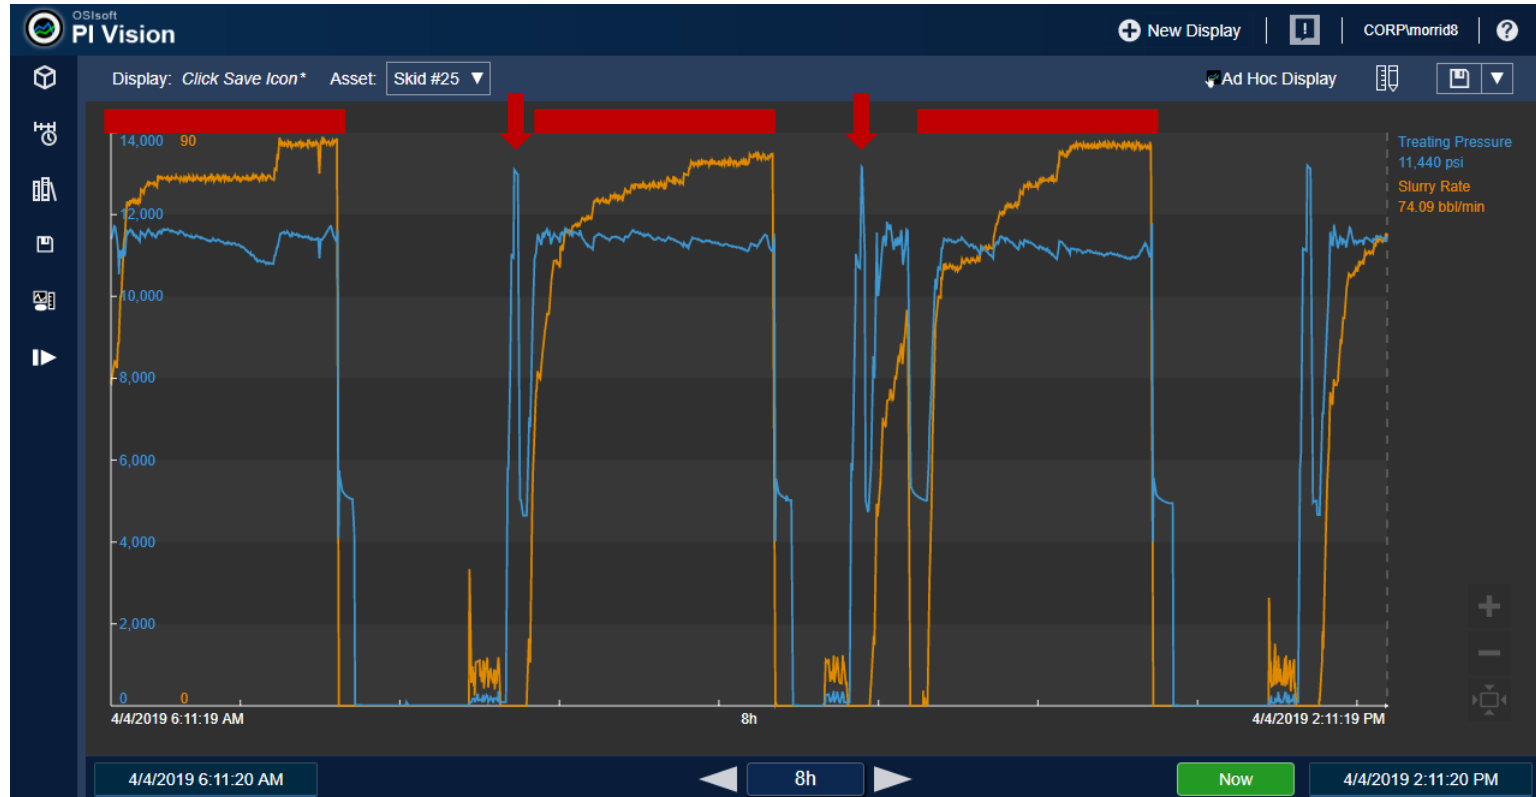 OSIsoft
PI Vision
New Display
CORP\morrid8
?
Display: Click Save Icon* Asset: Skid #25
Ad Hoc Display
14,000 90
12,000
10,000
8,000
6,000
4,000
2,000
0 0
Treating Pressure
11,440 psi
Slurry Rate
74.09 bbl/min
4/4/2019 6:11:19 AM 8h 4/4/2019 2:11:19 PM
4/4/2019 6:11:20 AM 8h Now 4/4/2019 2:11:20 PM